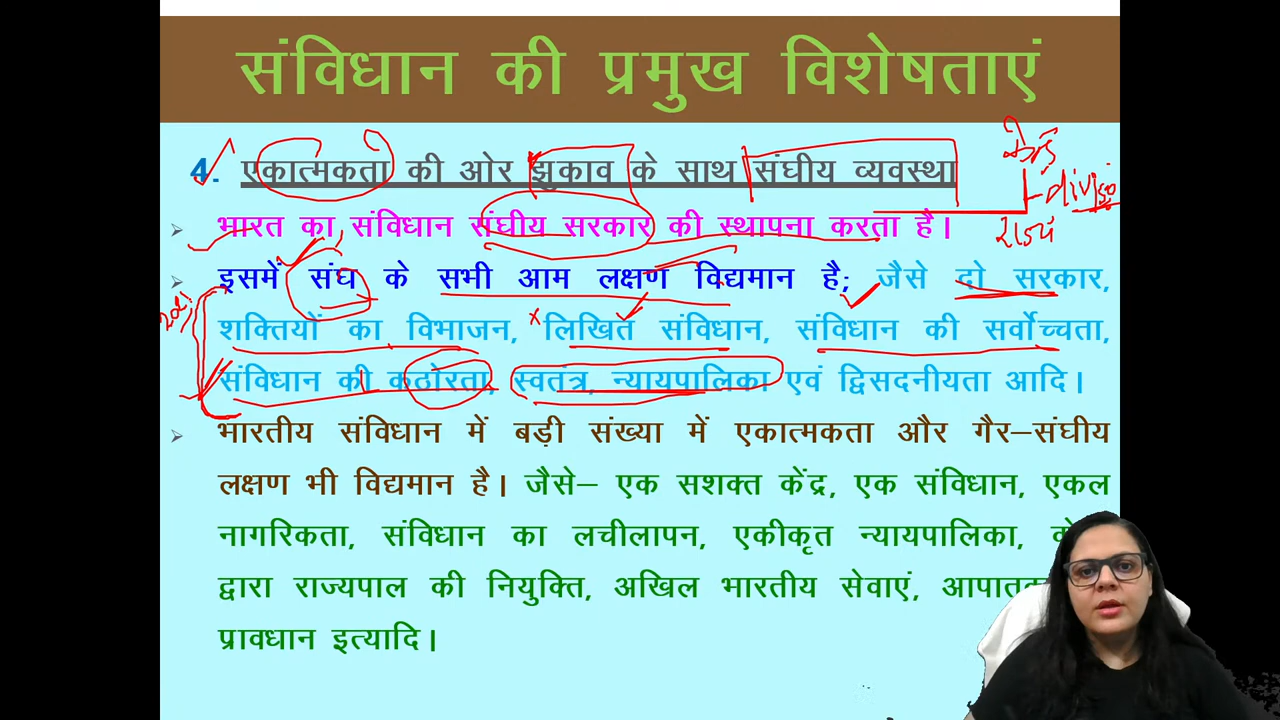 संविधान की प्रमुख विशेषताएं
4. एकात्मकता की ओर झुकाव के साथ संघीय व्यवस्था
भारत का संविधान संघीय सरकार की स्थापना करता है।
इसमें संघ के सभी आम लक्षण विद्यमान है; जैसे दो सरकार,
शक्तियों का विभाजन, लिखित संविधान, संविधान की सर्वोच्चता,
संविधान की कठोरता, स्वतंत्र, न्यायपालिका एवं द्विसदनीयता आदि।
भारतीय संविधान में बड़ी संख्या में एकात्मकता और गैर–संघीय
लक्षण भी विद्यमान है। जैसे– एक सशक्त केंद्र, एक संविधान, एकल
नागरिकता, संविधान का लचीलापन, एकीकृत न्यायपालिका,
द्वारा राज्यपाल की नियुक्ति, अखिल भारतीय सेवाएं,
प्रावधान इत्यादि।
राज्य